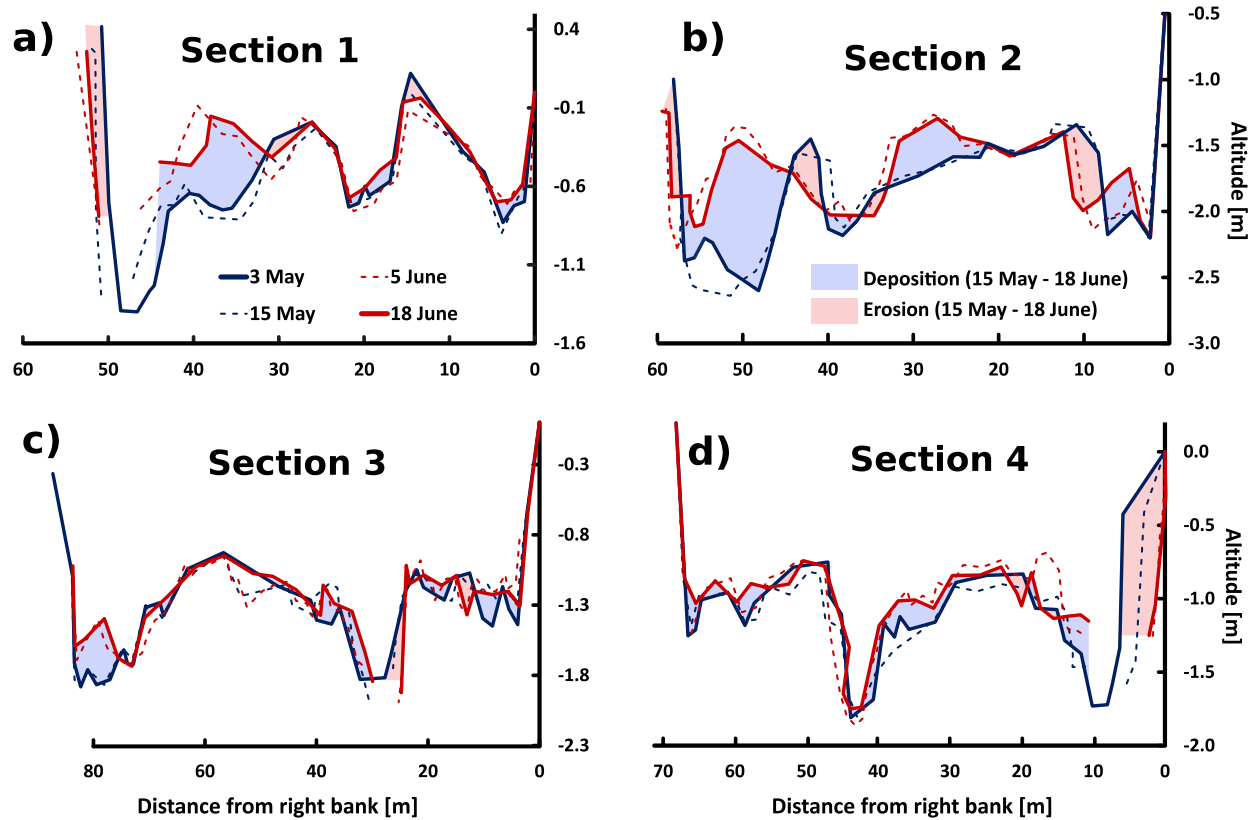 a)
Section 1
0.4
-0.1
-0.6
-1.1
-1.6
3 May
5 June
15 May
18 June
60 50 40 30 20 10 0
b)
Section 2
-0.5
-1.0
-1.5
-2.0
-2.5
-3.0
Altitude [m]
Deposition (15 May - 18 June)
Erosion (15 May - 18 June)
60 50 40 30 20 10 0
c)
Section 3
-0.3
-0.8
-1.3
-1.8
-2.3
80 60 40 20 0
Distance from right bank [m]
d)
Section 4
0.0
-0.5
-1.0
-1.5
-2.0
Altitude [m]
70 60 50 40 30 20 10 0
Distance from right bank [m]